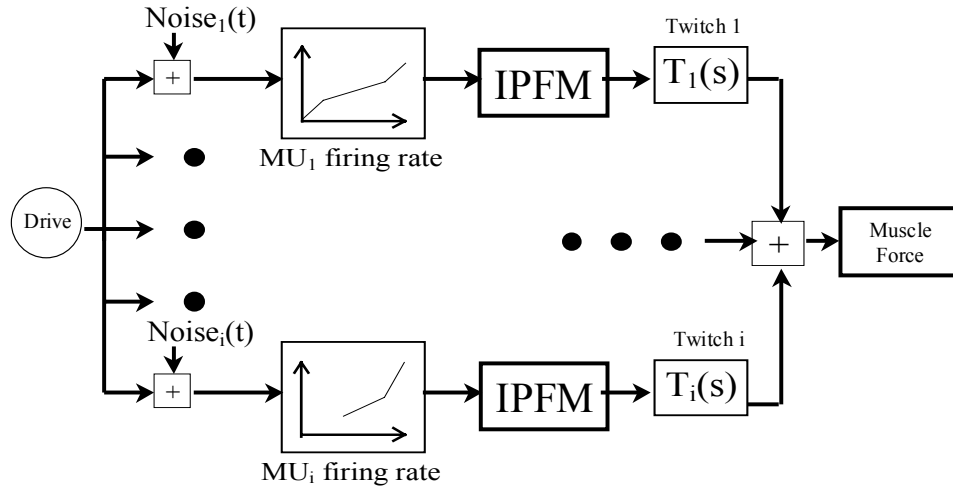 Noise₁(t)
+
MU₁ firing rate
IPFM
Twitch 1
T₁(s)
Drive
+
Muscle
Force
Noiseᵢ(t)
+
MUᵢ firing rate
IPFM
Twitch i
Tᵢ(s)